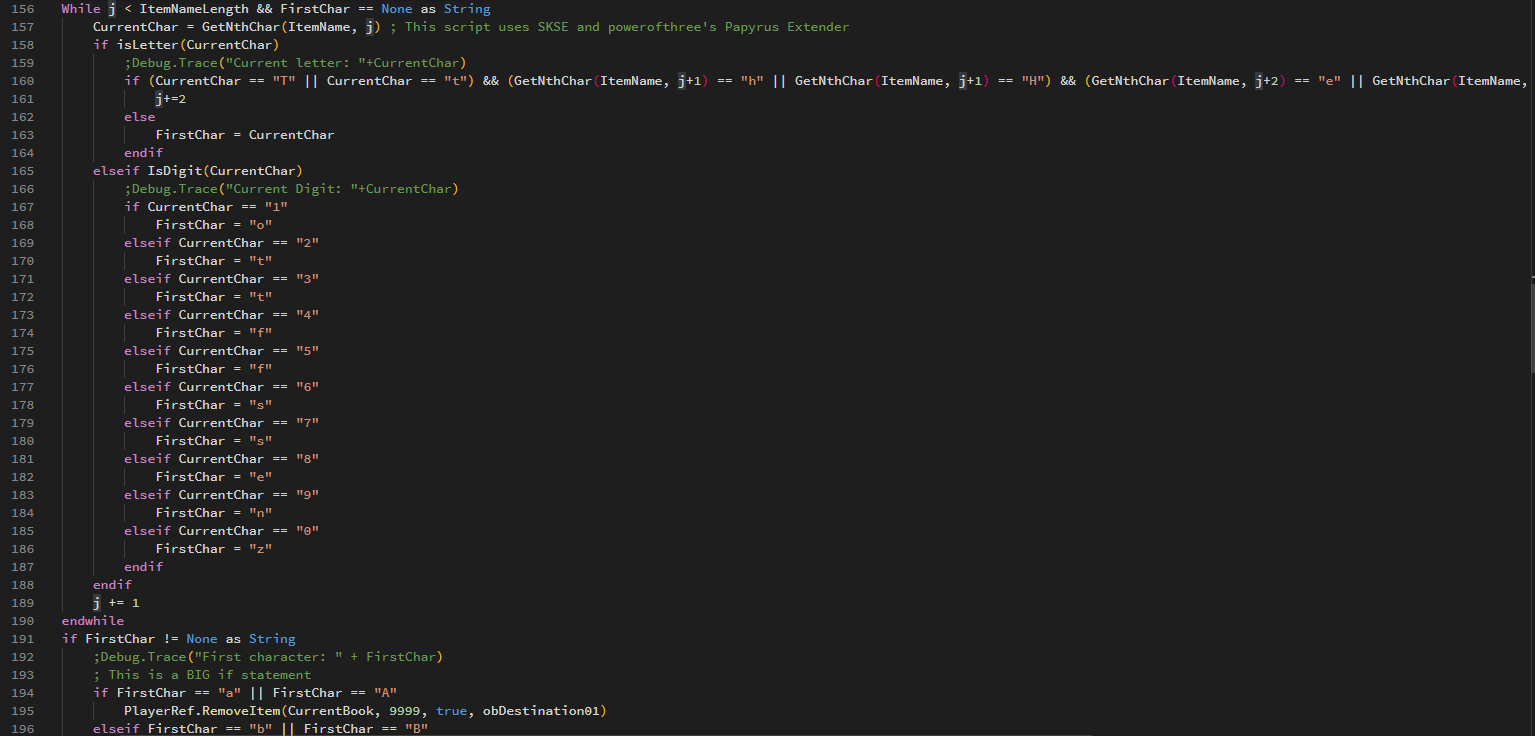 156 While j < ItemNameLength && FirstChar == None as String
157 CurrentChar = GetNthChar(ItemName, j) ; This script uses SKSE and powerofthree's Papyrus Extender
158 if isLetter(CurrentChar)
159 ;Debug.Trace("Current letter: "+CurrentChar)
160 if (CurrentChar == "T" || CurrentChar == "t") && (GetNthChar(ItemName, j+1) == "h" || GetNthChar(ItemName, j+1) == "H") && (GetNthChar(ItemName, j+2) == "e" || GetNthChar(ItemName,
161 j+=2
162 else
163 FirstChar = CurrentChar
164 endif
165 elseif IsDigit(CurrentChar)
166 ;Debug.Trace("Current Digit: "+CurrentChar)
167 if CurrentChar == "1"
168 FirstChar = "o"
169 elseif CurrentChar == "2"
170 FirstChar = "t"
171 elseif CurrentChar == "3"
172 FirstChar = "t"
173 elseif CurrentChar == "4"
174 FirstChar = "f"
175 elseif CurrentChar == "5"
176 FirstChar = "f"
177 elseif CurrentChar == "6"
178 FirstChar = "s"
179 elseif CurrentChar == "7"
180 FirstChar = "s"
181 elseif CurrentChar == "8"
182 FirstChar = "e"
183 elseif CurrentChar == "9"
184 FirstChar = "n"
185 elseif CurrentChar == "0"
186 FirstChar = "z"
187 endif
188 endif
189 j += 1
190 endwhile
191 if FirstChar != None as String
192 ;Debug.Trace("First character: " + FirstChar)
193 ; This is a BIG if statement
194 if FirstChar == "a" || FirstChar == "A"
195 PlayerRef.RemoveItem(CurrentBook, 9999, true, obDestination01)
196 elseif FirstChar == "b" || FirstChar == "B"